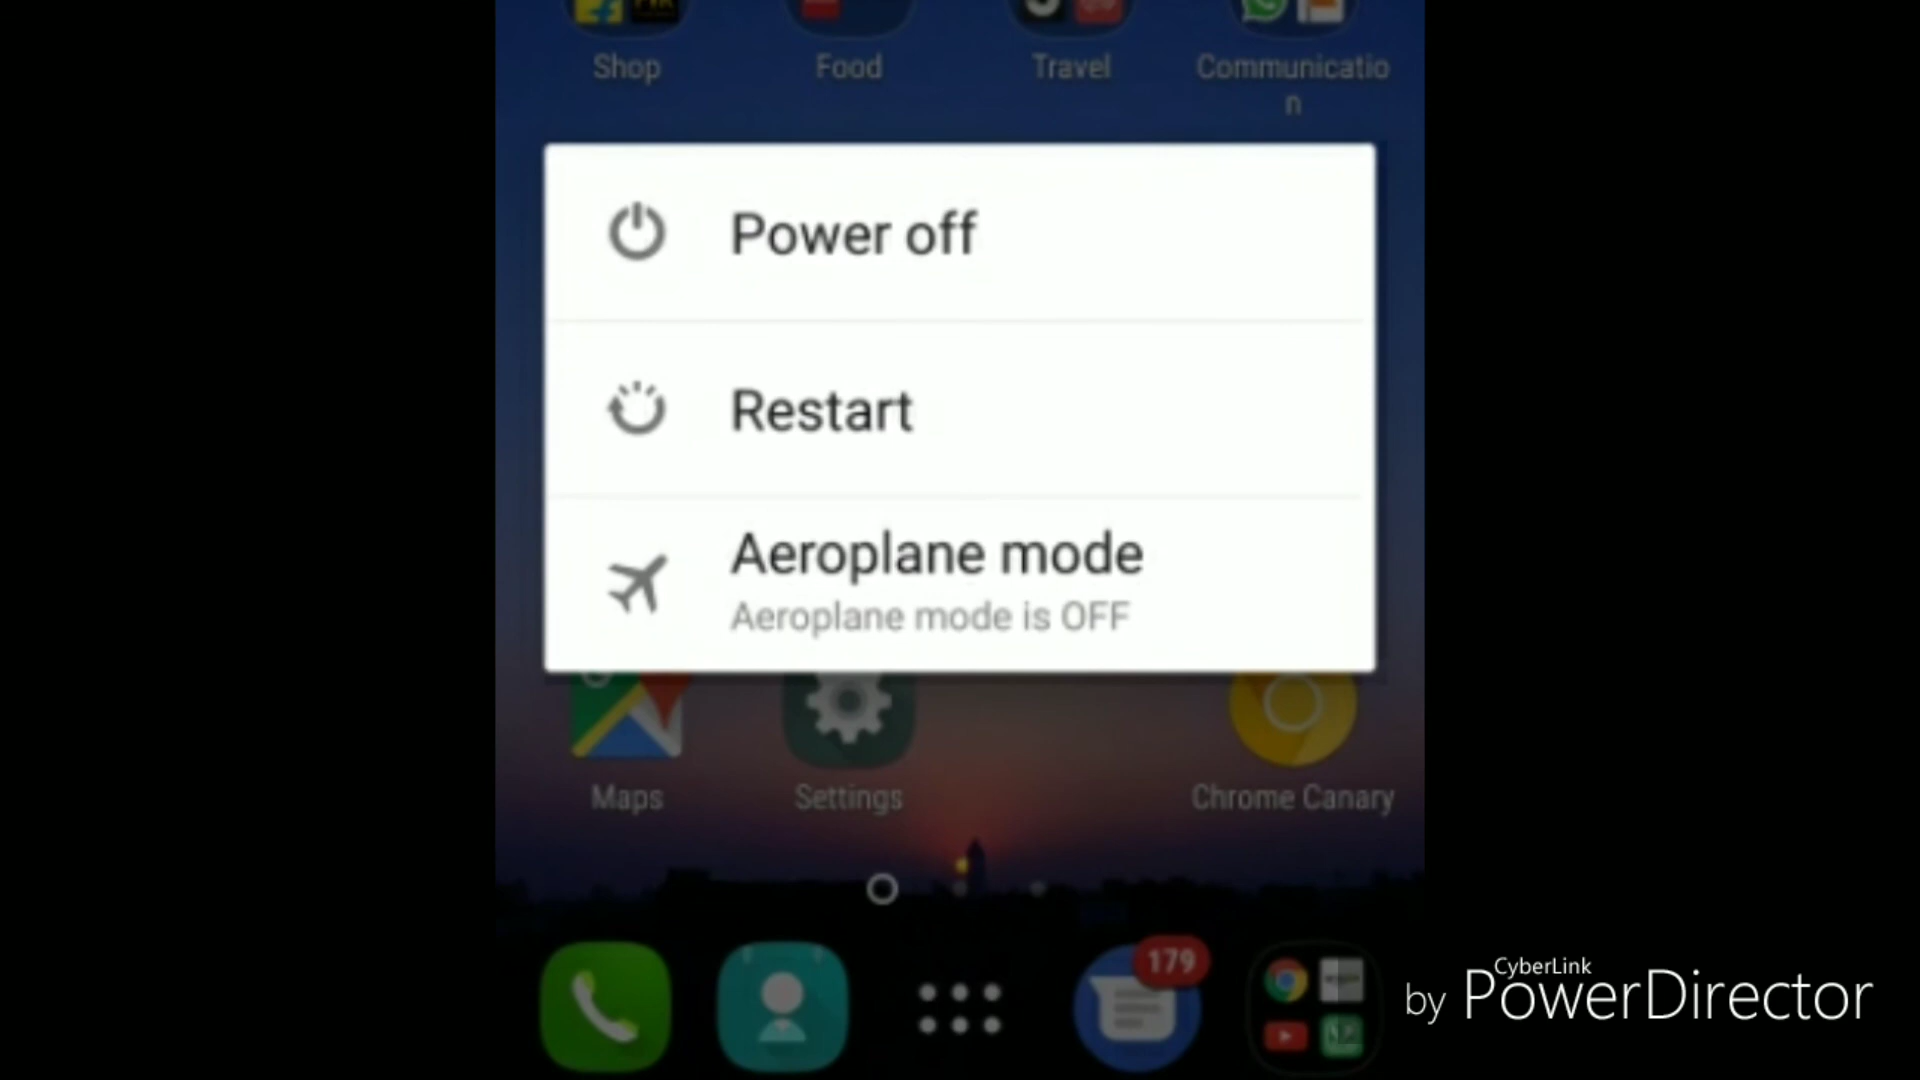 Shop Food Travel Communicatio
n
Power off
Restart
Aeroplane mode
Aeroplane mode is OFF
Maps Settings Chrome Canary
179
CyberLink
by PowerDirector